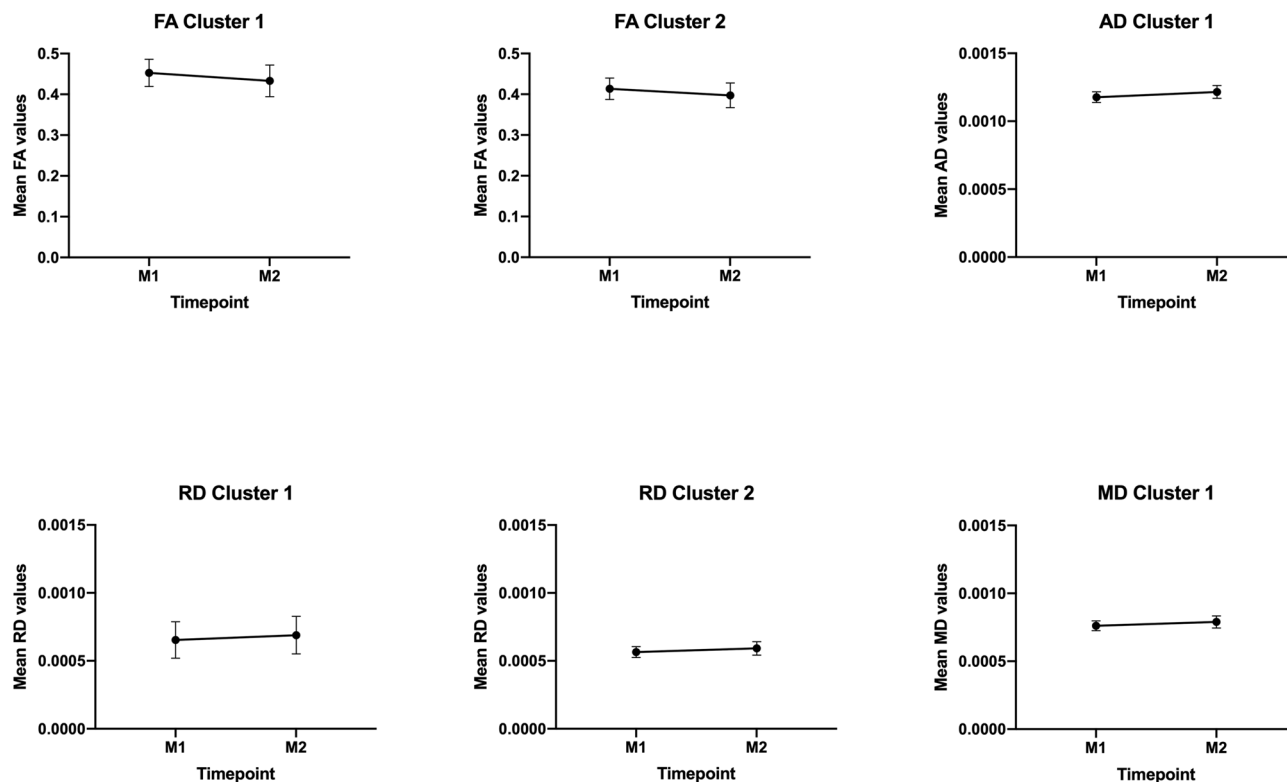 FA Cluster 1
Mean FA values
0.5
0.4
0.3
0.2
0.1
0.0
M1 M2
Timepoint
FA Cluster 2
Mean FA values
0.5
0.4
0.3
0.2
0.1
0.0
M1 M2
Timepoint
AD Cluster 1
Mean AD values
0.0015
0.0010
0.0005
0.0000
M1 M2
Timepoint
RD Cluster 1
Mean RD values
0.0015
0.0010
0.0005
0.0000
M1 M2
Timepoint
RD Cluster 2
Mean RD values
0.0015
0.0010
0.0005
0.0000
M1 M2
Timepoint
MD Cluster 1
Mean MD values
0.0015
0.0010
0.0005
0.0000
M1 M2
Timepoint